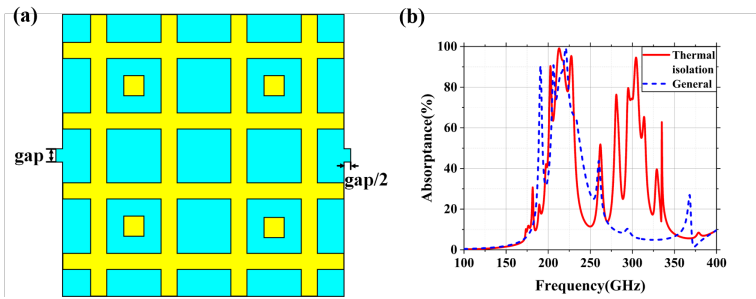 (a)
gap
gap/2
(b)
Absorptance(%)
100
80
60
40
20
0
100 150 200 250 300 350 400
Frequency(GHz)
Thermal
isolation
General